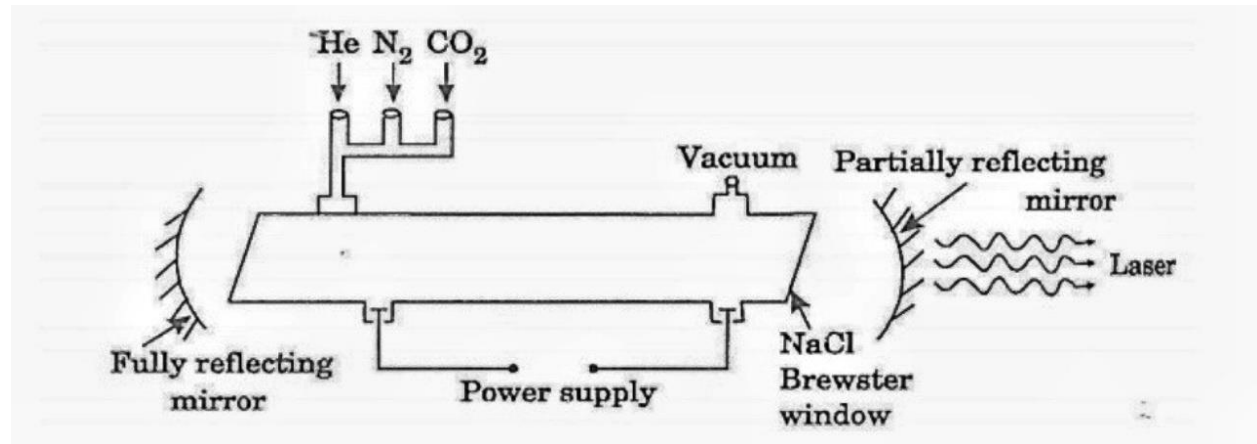 He N₂ CO₂
Vacuum
Partially reflecting
mirror
Laser
Fully reflecting
mirror
Power supply
NaCl
Brewster
window